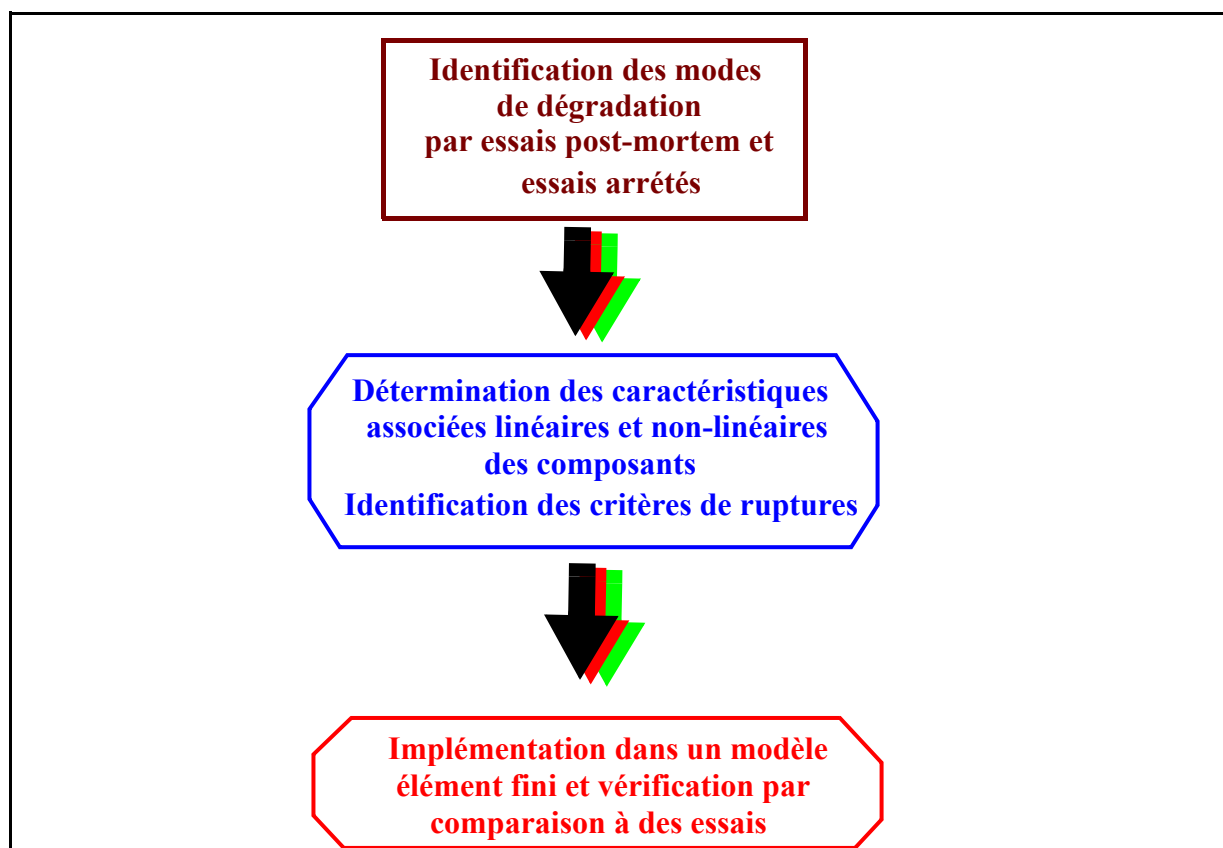 Identification des modes
de dégradation
par essais post-mortem et
essais arrétés
Détermination des caractéristiques
associées linéaires et non-linéaires
des composants
Identification des critères de ruptures
Implémentation dans un modèle
élément fini et vérification par
comparaison à des essais